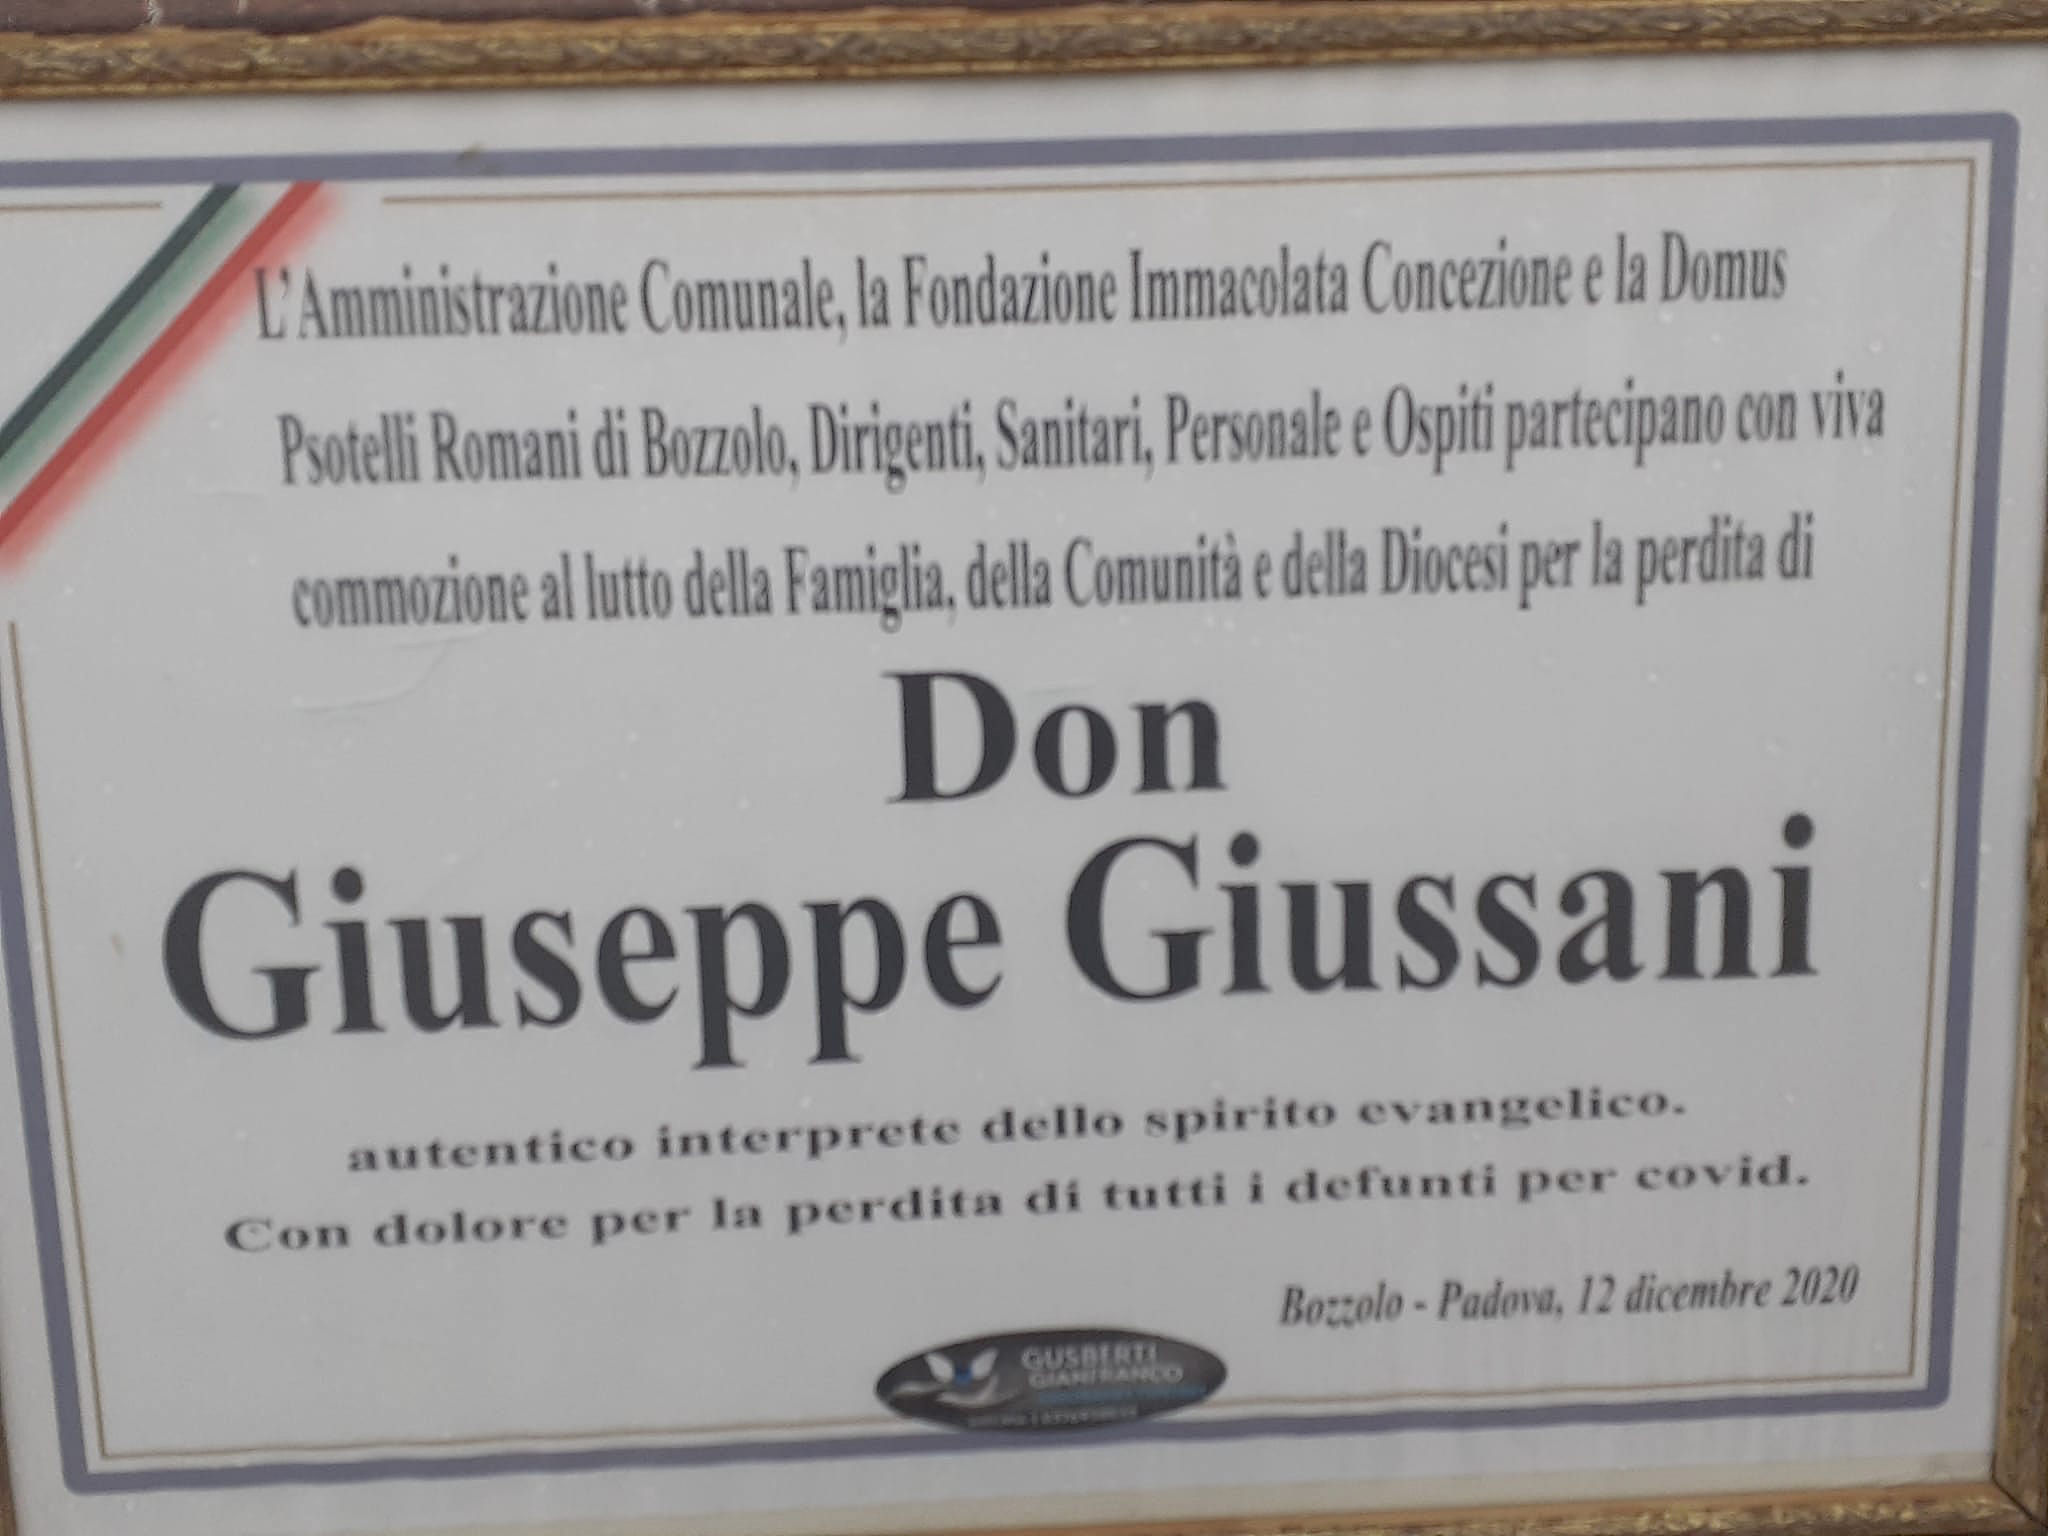 L'Amministrazione Comunale, la Fondazione Immacolata Concezione e la Domus
Psotelli Romani di Bozzolo, Dirigenti, Sanitari, Personale e Ospiti partecipano con viva
commozione al lutto della Famiglia, della Comunità e della Diocesi per la perdita di
Don
Giuseppe Giussani
autentico interprete dello spirito evangelico.
Con dolore per la perdita di tutti i defunti per covid.
Bozzolo - Padova, 12 dicembre 2020
GUSBERTI
GIANFRANCO